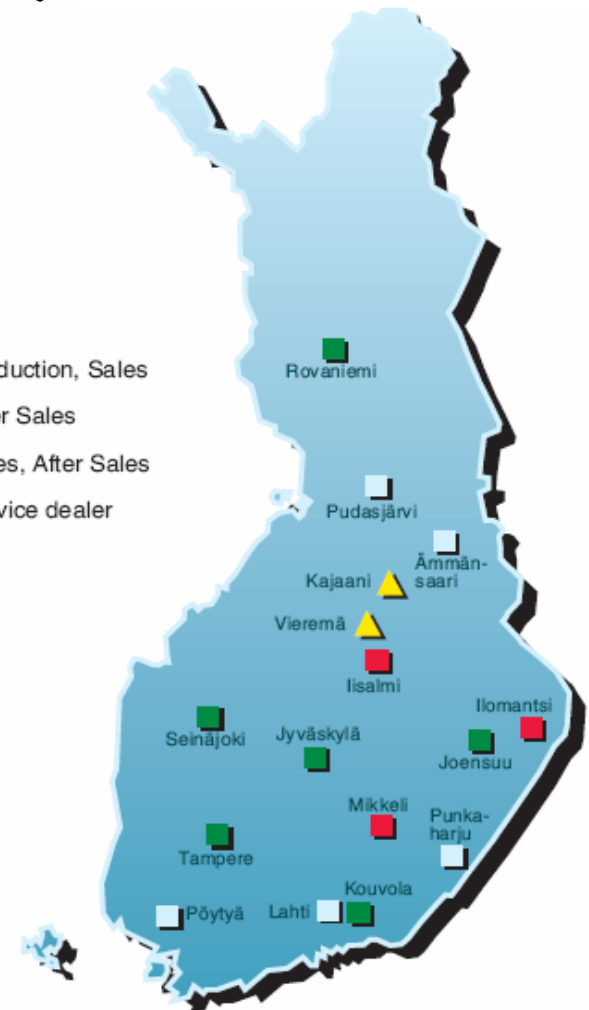 duction, Sales
er Sales
es, After Sales
vice dealer
Rovaniemi
Pudasjärvi
Ämmän-
saari
Kajaani
Vieremä
Iisalmi
Ilomantsi
Seinäjoki
Jyväskylä
Joensuu
Mikkeli
Punka-
harju
Tampere
Kouvola
Pöytyä
Lahti